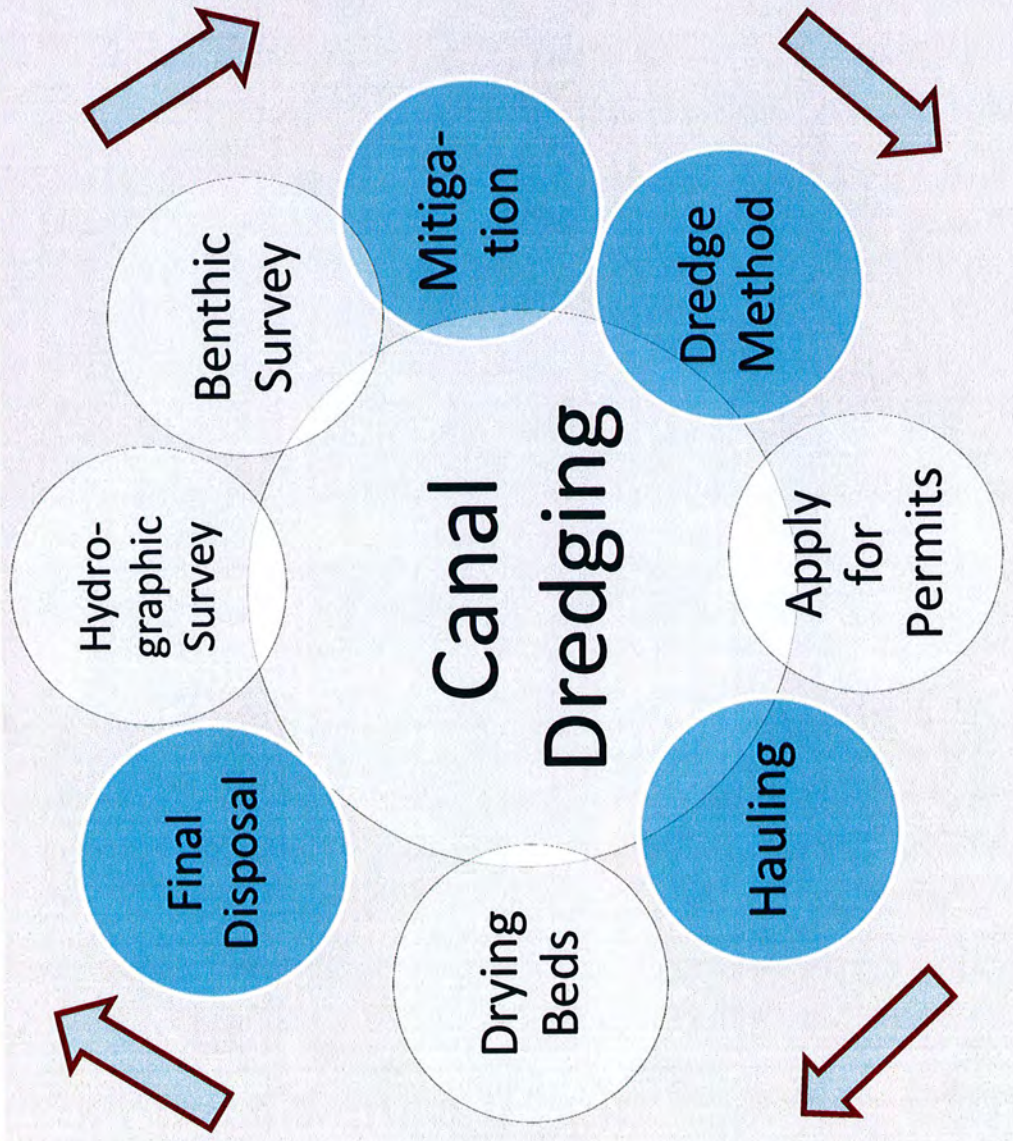 Canal
Dredging
Hydro-
graphic
Survey
Benthic
Survey
Mitiga-
tion
Dredge
Method
Apply
for
Permits
Hauling
Drying
Beds
Final
Disposal